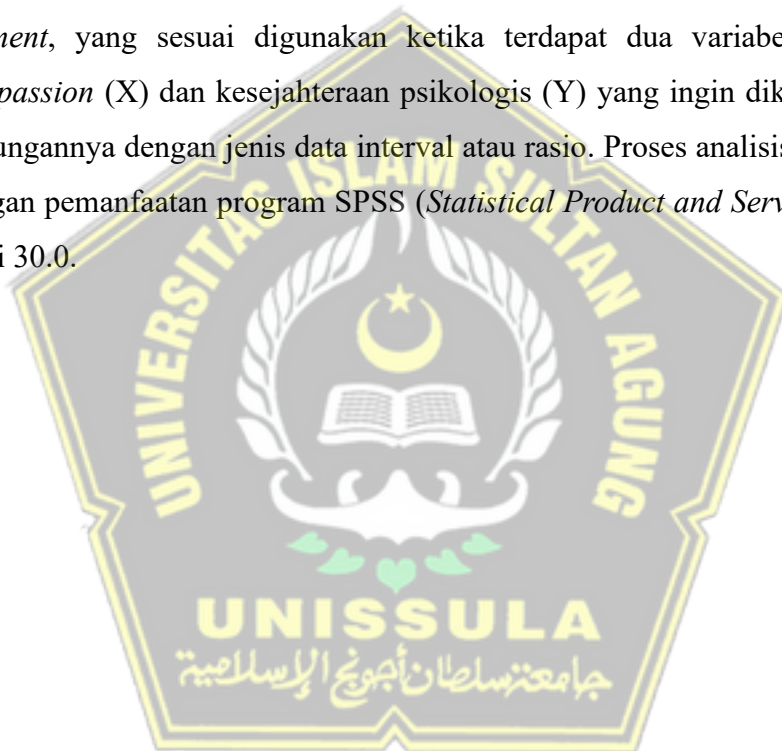 ment, yang sesuai digunakan ketika terdapat dua variabe
passion (X) dan kesejahteraan psikologis (Y) yang ingin dik
ungannya dengan jenis data interval atau rasio. Proses analisis
gan pemanfaatan program SPSS (Statistical Product and Serv
i 30.0.
UNIVERSITAS ISLAM SULTAN AGUNG
UNISSULA
جامعة سلطان أجونج الإسلامية